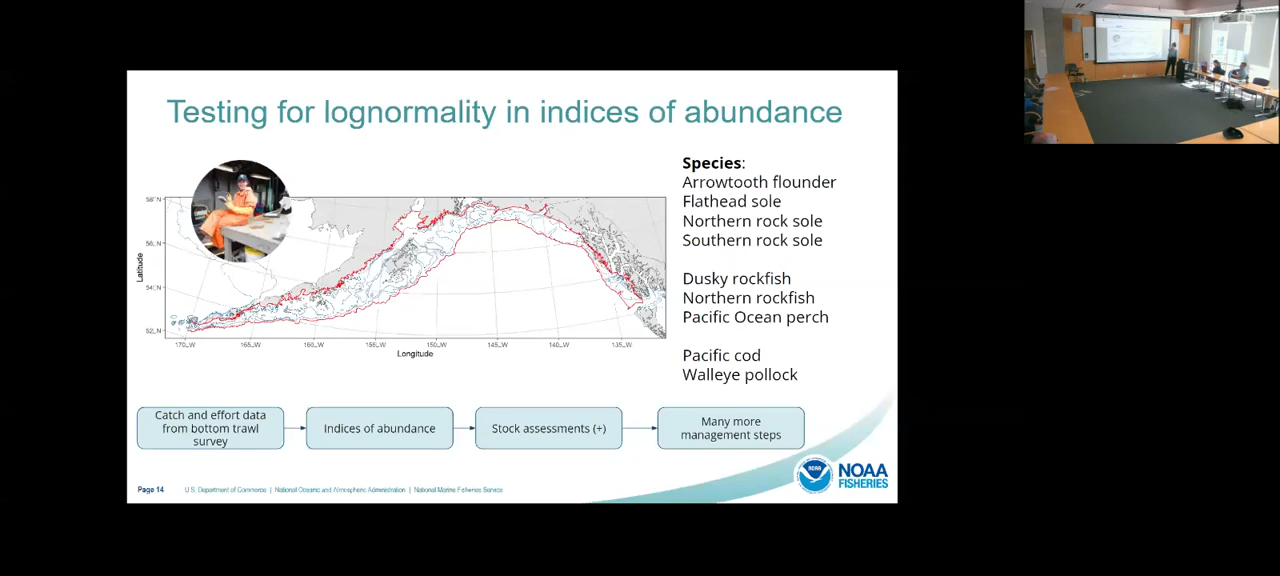 Testing for lognormality in indices of abundance
Species:
Arrowtooth flounder
Flathead sole
Northern rock sole
Southern rock sole
Dusky rockfish
Northern rockfish
Pacific Ocean perch
Pacific cod
Walleye pollock
Latitude
58°N
56°N
54°N
52°N
170°W
165°W
160°W
155°W
150°W
145°W
140°W
135°W
Longitude
Catch and effort data
from bottom trawl
survey
Indices of abundance
Stock assessments (+)
Many more
management steps
NOAA
NOAA
FISHERIES
Page 14
U.S. Department of Commerce | National Oceanic and Atmospheric Administration | National Marine Fisheries Service